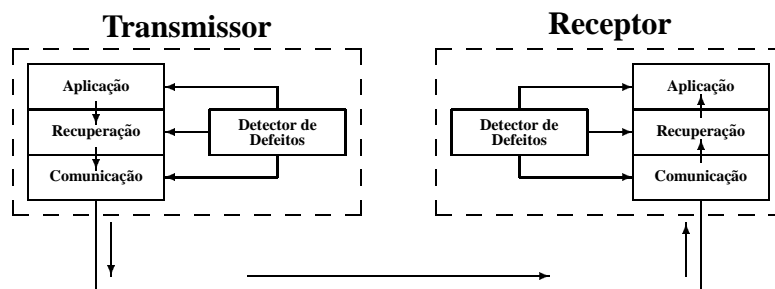 Transmissor
Receptor
Aplicação
Recuperação
Comunicação
Detector de
Defeitos
Detector de
Defeitos
Aplicação
Recuperação
Comunicação